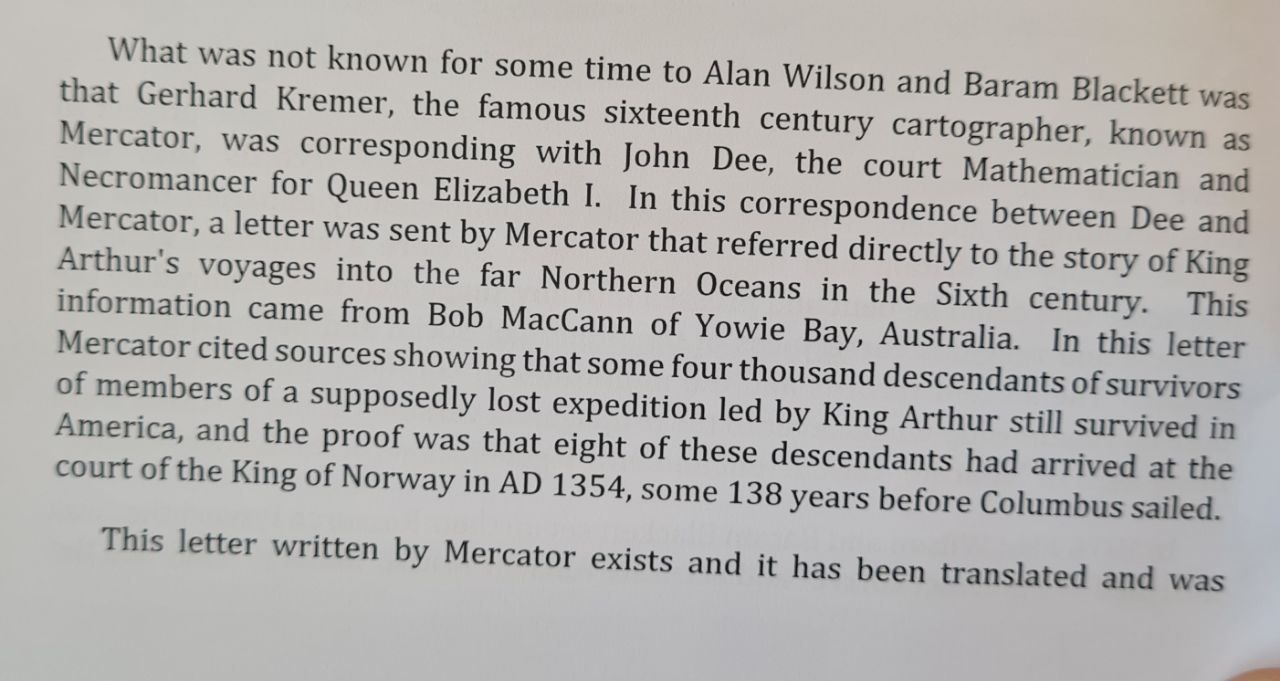 What was not known for some time to Alan Wilson and Baram Blackett was
that Gerhard Kremer, the famous sixteenth century cartographer, known as
Mercator, was corresponding with John Dee, the court Mathematician and
Necromancer for Queen Elizabeth I. In this correspondence between Dee and
Mercator, a letter was sent by Mercator that referred directly to the story of King
Arthur's voyages into the far Northern Oceans in the Sixth century. This
information came from Bob MacCann of Yowie Bay, Australia. In this letter
Mercator cited sources showing that some four thousand descendants of survivors
of members of a supposedly lost expedition led by King Arthur still survived in
America, and the proof was that eight of these descendants had arrived at the
court of the King of Norway in AD 1354, some 138 years before Columbus sailed.
This letter written by Mercator exists and it has been translated and was